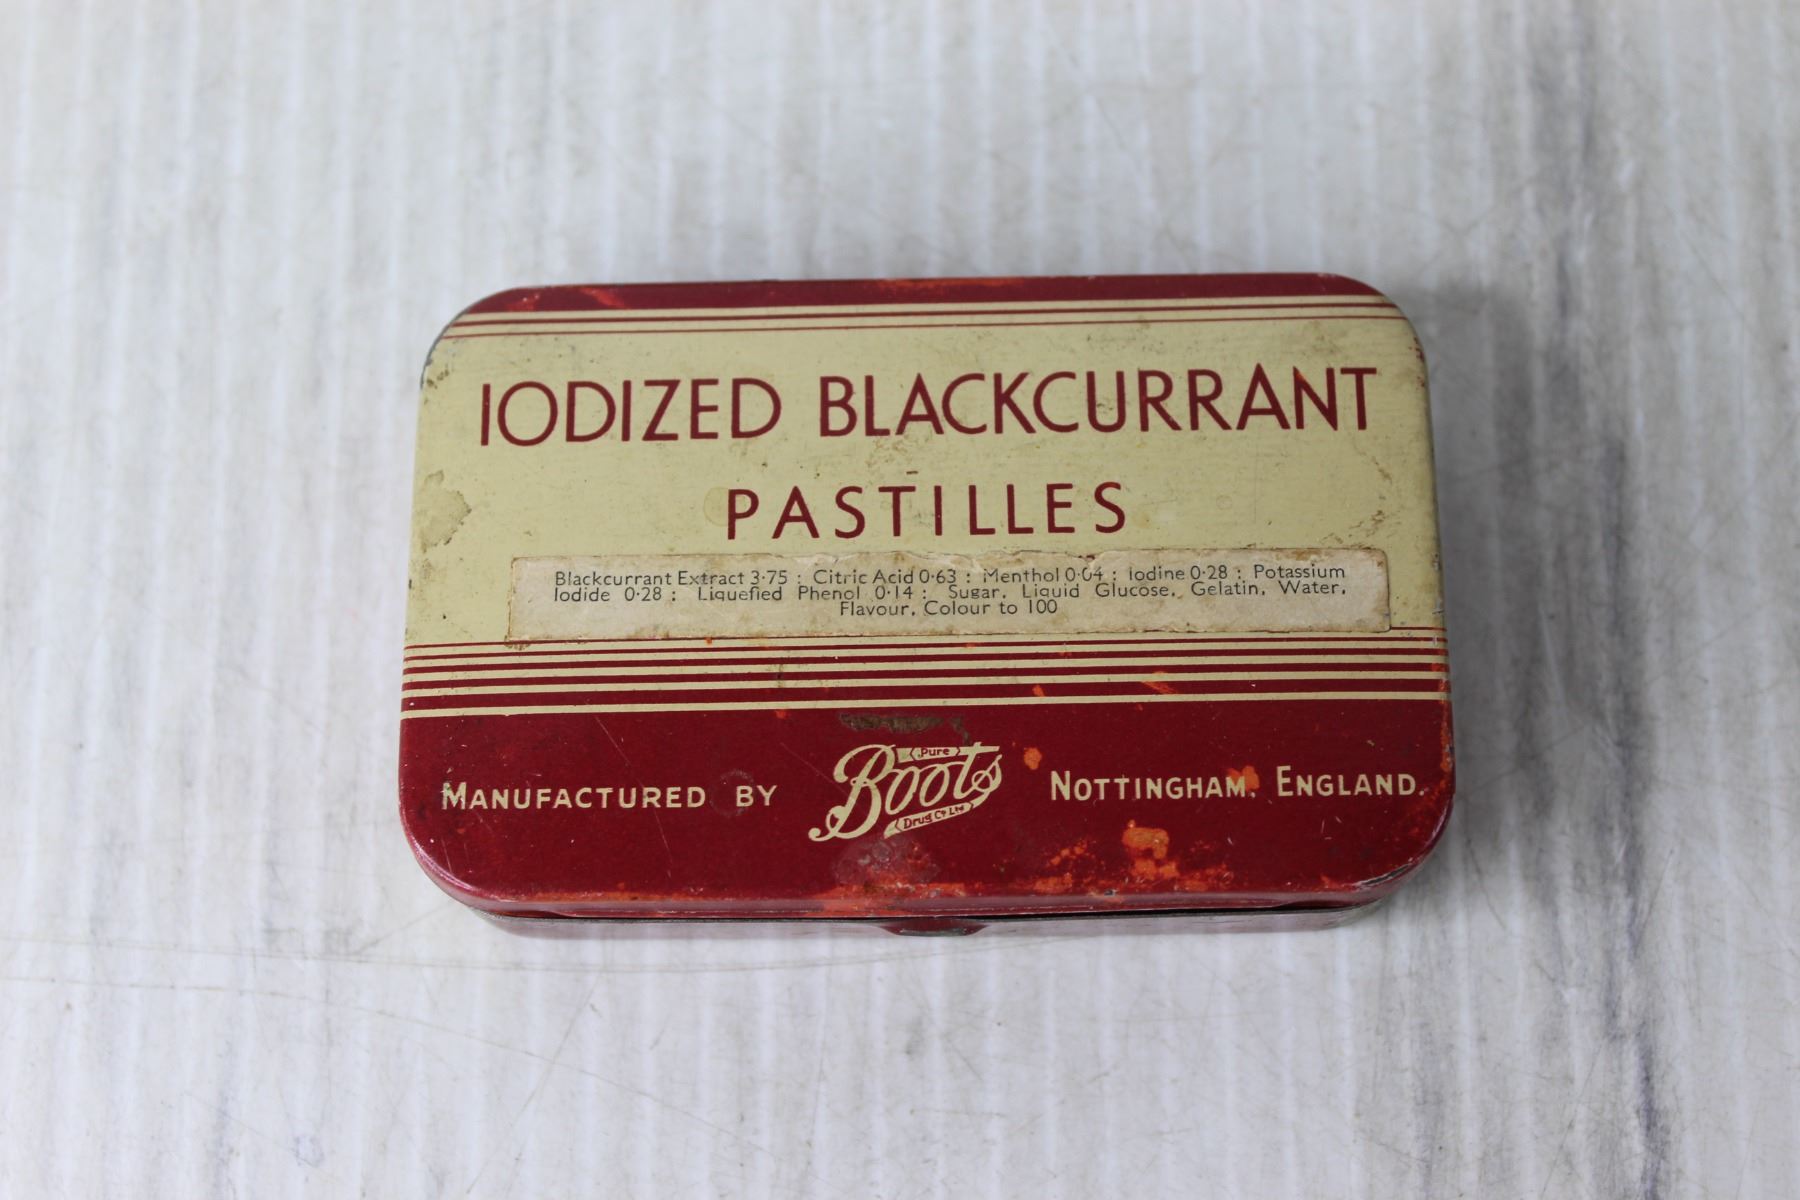 IODIZED BLACKCURRANT
PASTILLES
Blackcurrant Extract 3·75 : Citric Acid 0·63 : Menthol 0·04 : Iodine 0·28 : Potassium
Iodide 0·28 : Liquefied Phenol 0·14 : Sugar, Liquid Glucose, Gelatin, Water,
Flavour, Colour to 100
MANUFACTURED BY
Pure
Boots
Drug Co Ltd
NOTTINGHAM, ENGLAND.